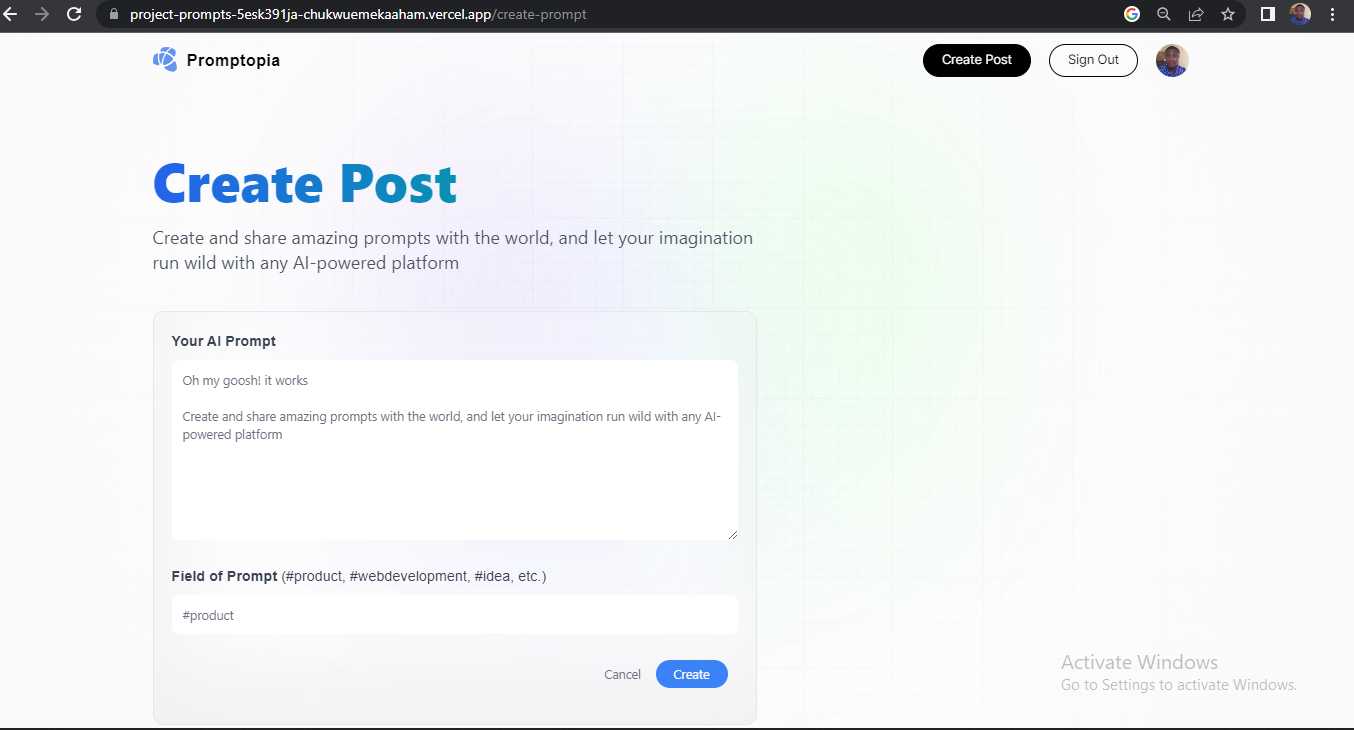 project-prompts-5esk391ja-chukwuemekaaham.vercel.app/create-prompt
Promptopia
Create Post
Sign Out
Create Post
Create and share amazing prompts with the world, and let your imagination
run wild with any AI-powered platform
Your AI Prompt
Oh my goosh! it works
Create and share amazing prompts with the world, and let your imagination run wild with any AI-
powered platform
Field of Prompt (#product, #webdevelopment, #idea, etc.)
#product
Cancel
Create
Activate Windows
Go to Settings to activate Windows.